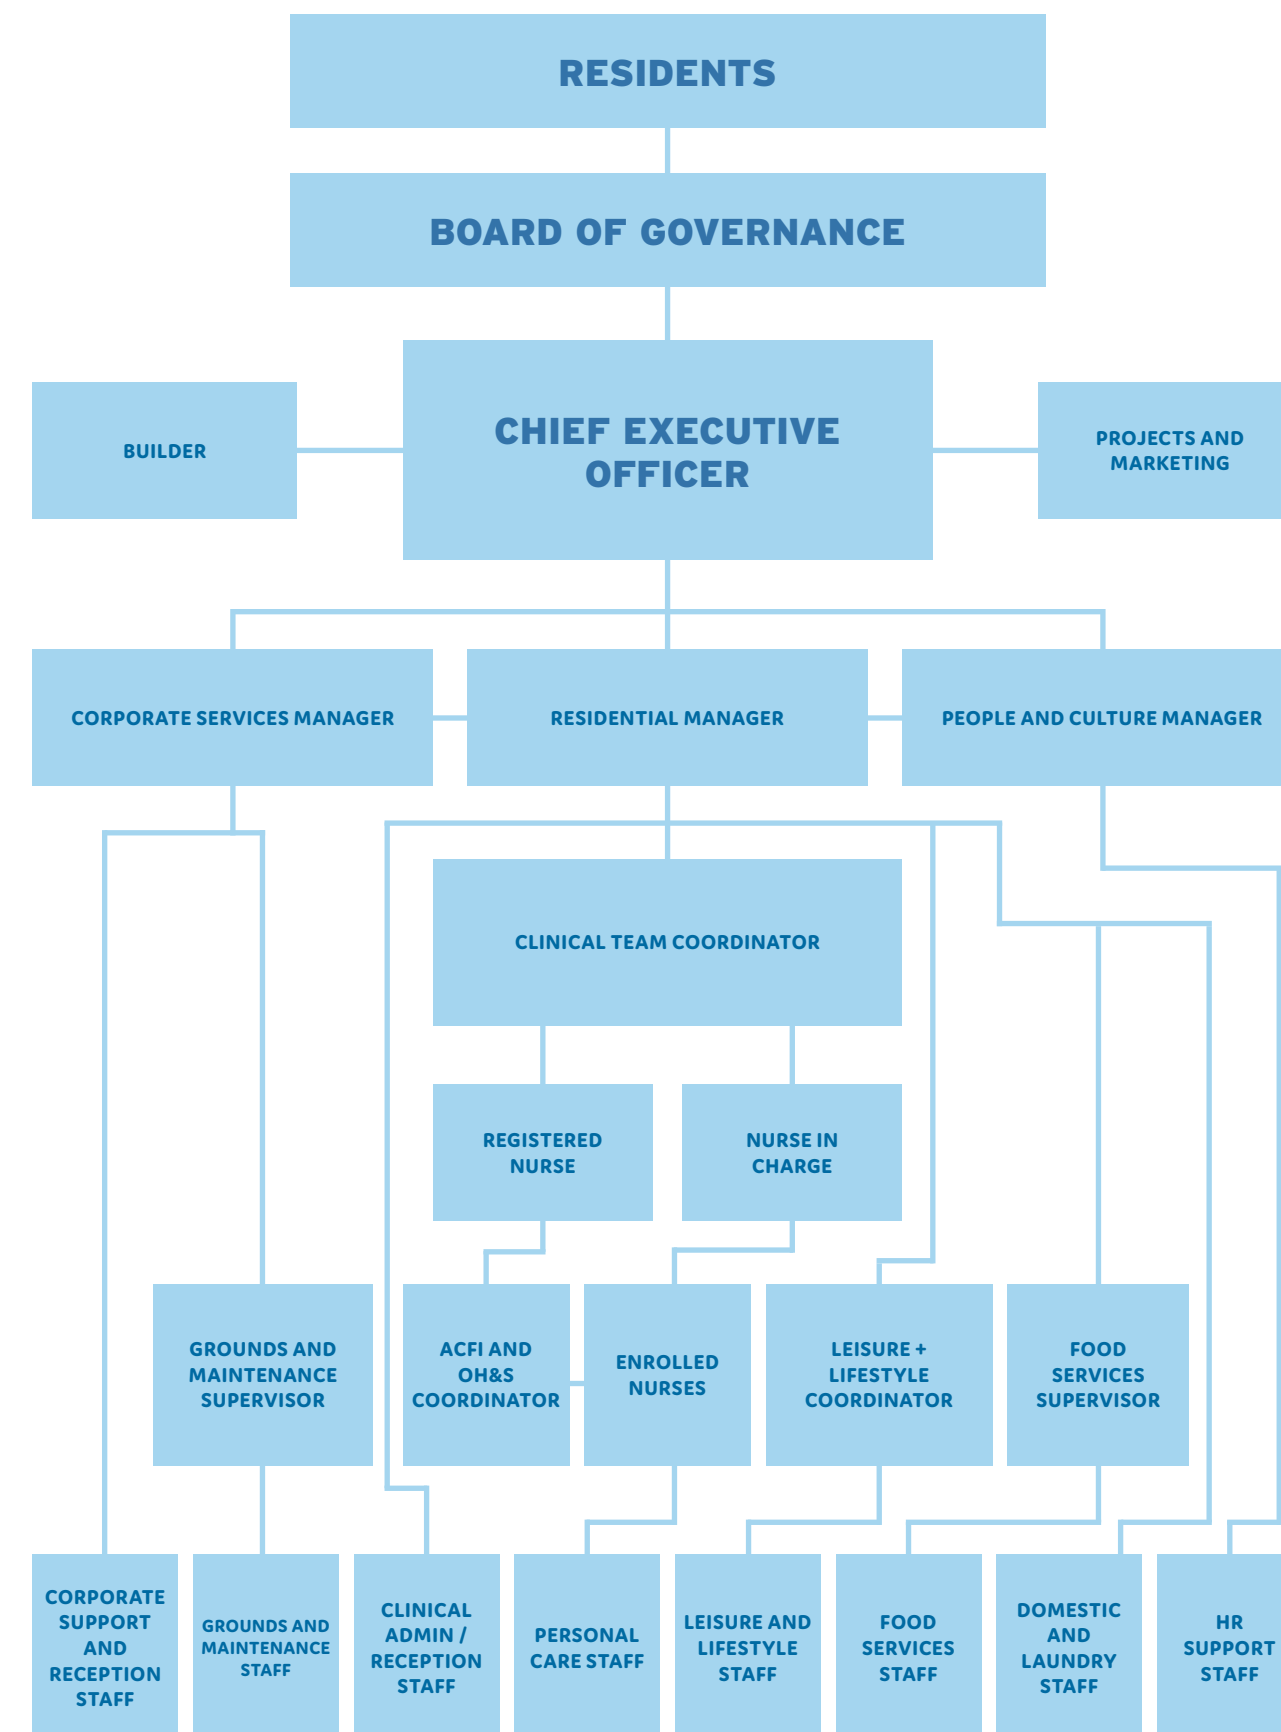 RESIDENTS
BOARD OF GOVERNANCE
CHIEF EXECUTIVE
OFFICER
BUILDER
PROJECTS AND
MARKETING
CORPORATE SERVICES MANAGER
RESIDENTIAL MANAGER
PEOPLE AND CULTURE MANAGER
CLINICAL TEAM COORDINATOR
REGISTERED
NURSE
NURSE IN
CHARGE
GROUNDS AND
MAINTENANCE
SUPERVISOR
ACFI AND
OH&S
COORDINATOR
ENROLLED
NURSES
LEISURE +
LIFESTYLE
COORDINATOR
FOOD
SERVICES
SUPERVISOR
CORPORATE
SUPPORT
AND
RECEPTION
STAFF
GROUNDS AND
MAINTENANCE
STAFF
CLINICAL
ADMIN /
RECEPTION
STAFF
PERSONAL
CARE STAFF
LEISURE AND
LIFESTYLE
STAFF
FOOD
SERVICES
STAFF
DOMESTIC
AND
LAUNDRY
STAFF
HR
SUPPORT
STAFF